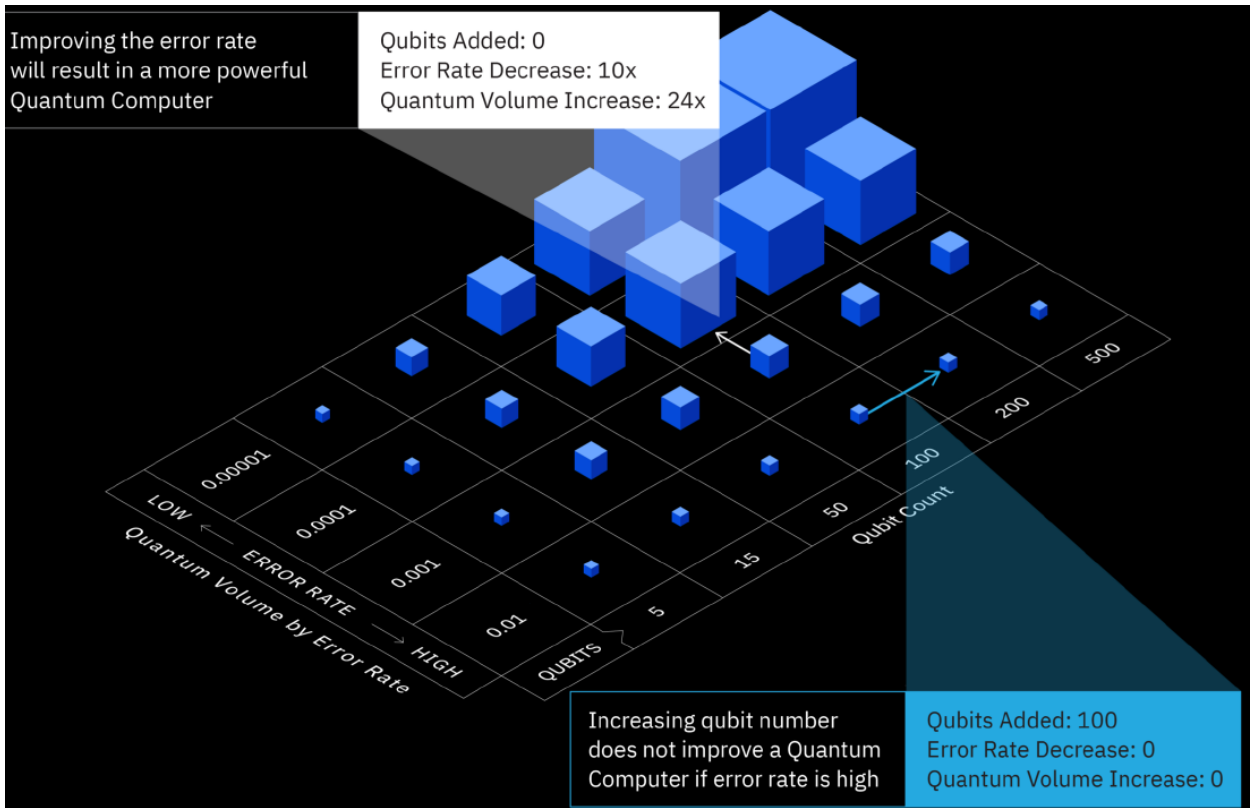 Improving the error rate
will result in a more powerful
Quantum Computer
Qubits Added: 0
Error Rate Decrease: 10x
Quantum Volume Increase: 24x
0.00001
0.0001
0.001
0.01
LOW ← ERROR RATE → HIGH
Quantum Volume by Error Rate
QUBITS
5
15
50
100
200
500
Qubit Count
Increasing qubit number
does not improve a Quantum
Computer if error rate is high
Qubits Added: 100
Error Rate Decrease: 0
Quantum Volume Increase: 0